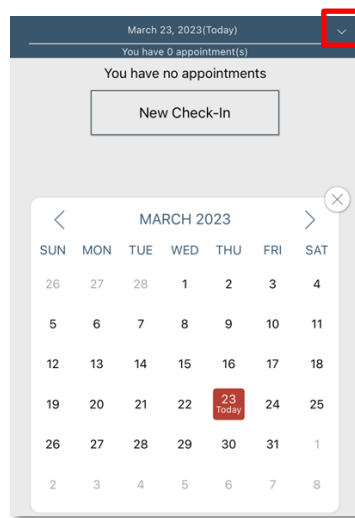 March 23, 2023(Today)
You have 0 appointment(s)
You have no appointments
New Check-In
MARCH 2023
SUN MON TUE WED THU FRI SAT
26 27 28 1 2 3 4
5 6 7 8 9 10 11
12 13 14 15 16 17 18
19 20 21 22 23 24 25
Today
26 27 28 29 30 31 1
2 3 4 5 6 7 8